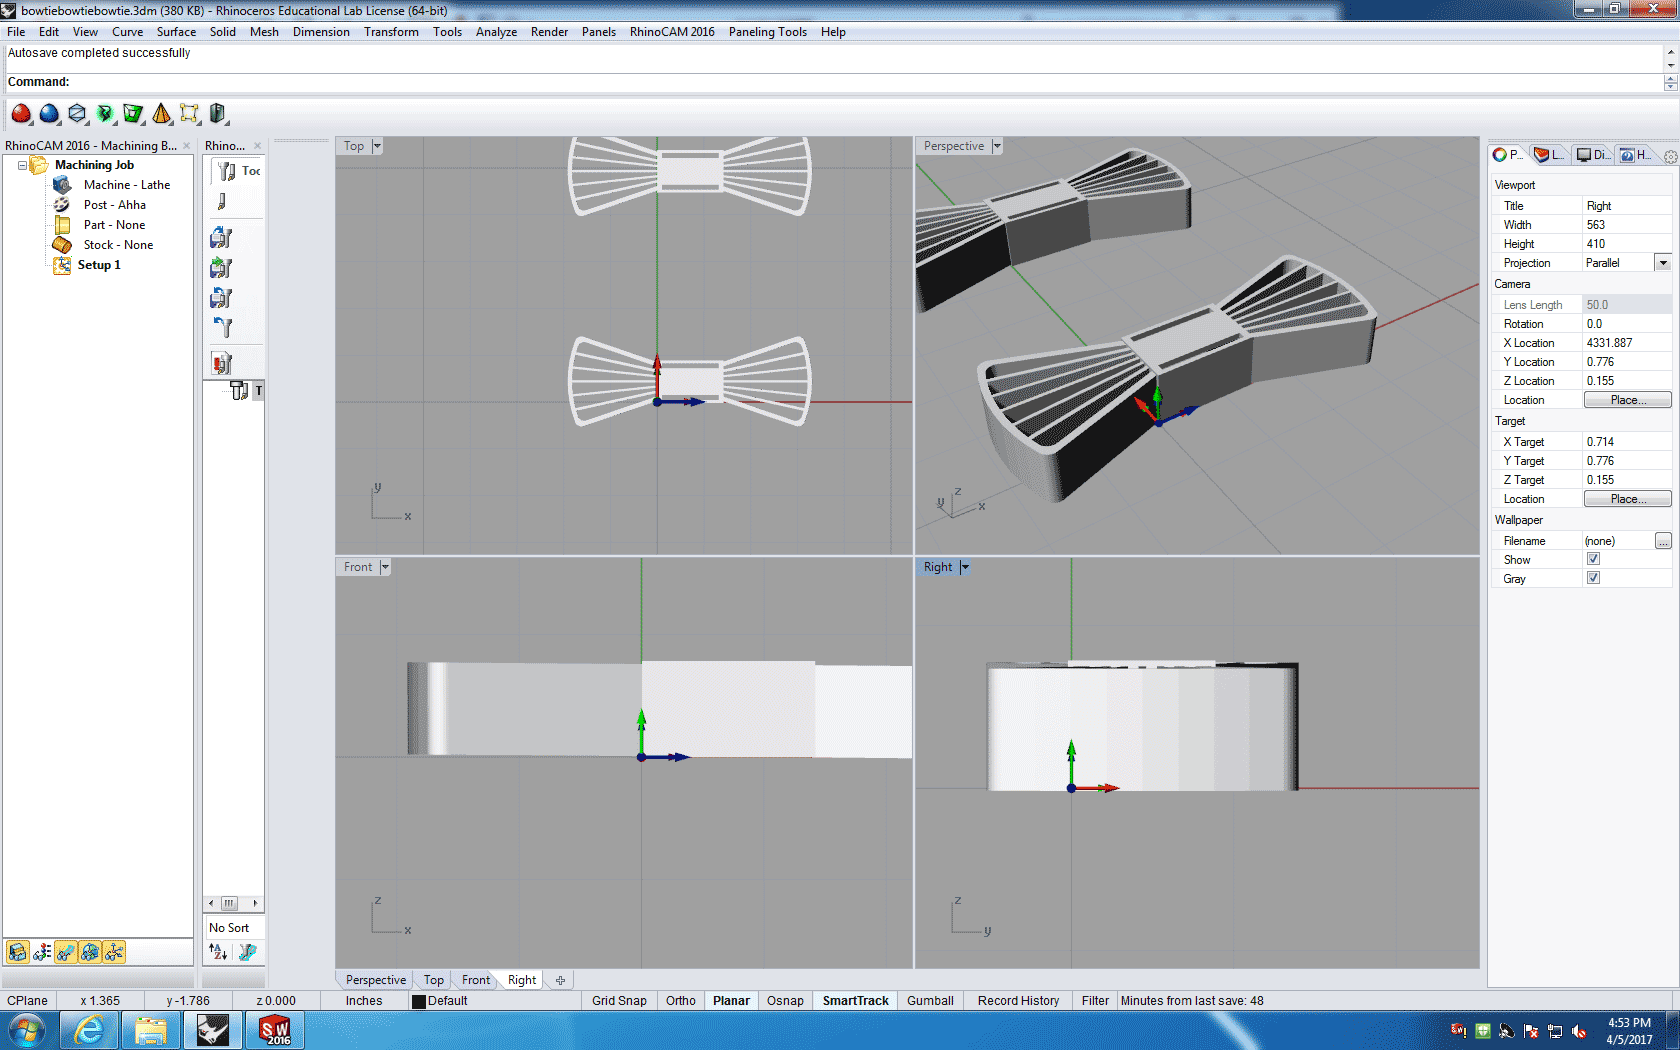 bowtiebowtiebowtie.3dm (380 KB) - Rhinoceros Educational Lab License (64-bit)
File Edit View Curve Surface Solid Mesh Dimension Transform Tools Analyze Render Panels RhinoCAM 2016 Paneling Tools Help
Autosave completed successfully
Command:
RhinoCAM 2016 - Machining B...
Machining Job
Machine - Lathe
Post - Ahha
Part - None
Stock - None
Setup 1
Rhino...
Toc
T
No Sort
Top
y
x
Perspective
z
y
x
Front
z
x
Right
z
y
P... L... Di... H...
Viewport
Title Right
Width 563
Height 410
Projection Parallel
Camera
Lens Length 50.0
Rotation 0.0
X Location 4331.887
Y Location 0.776
Z Location 0.155
Location Place...
Target
X Target 0.714
Y Target 0.776
Z Target 0.155
Location Place...
Wallpaper
Filename (none) ...
Show
Gray
Perspective Top Front Right
CPlane x 1.365 y -1.786 z 0.000 Inches Default Grid Snap Ortho Planar Osnap SmartTrack Gumball Record History Filter Minutes from last save: 48
SW
2016
4:53 PM
4/5/2017